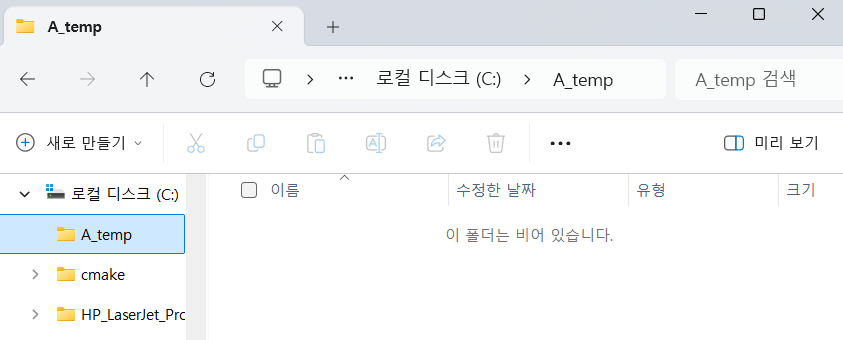 A_temp
로컬 디스크 (C:) A_temp A_temp 검색
새로 만들기 미리 보기
로컬 디스크 (C:) 이름 수정한 날짜 유형 크기
A_temp 이 폴더는 비어 있습니다.
cmake
HP_LaserJet_Pro